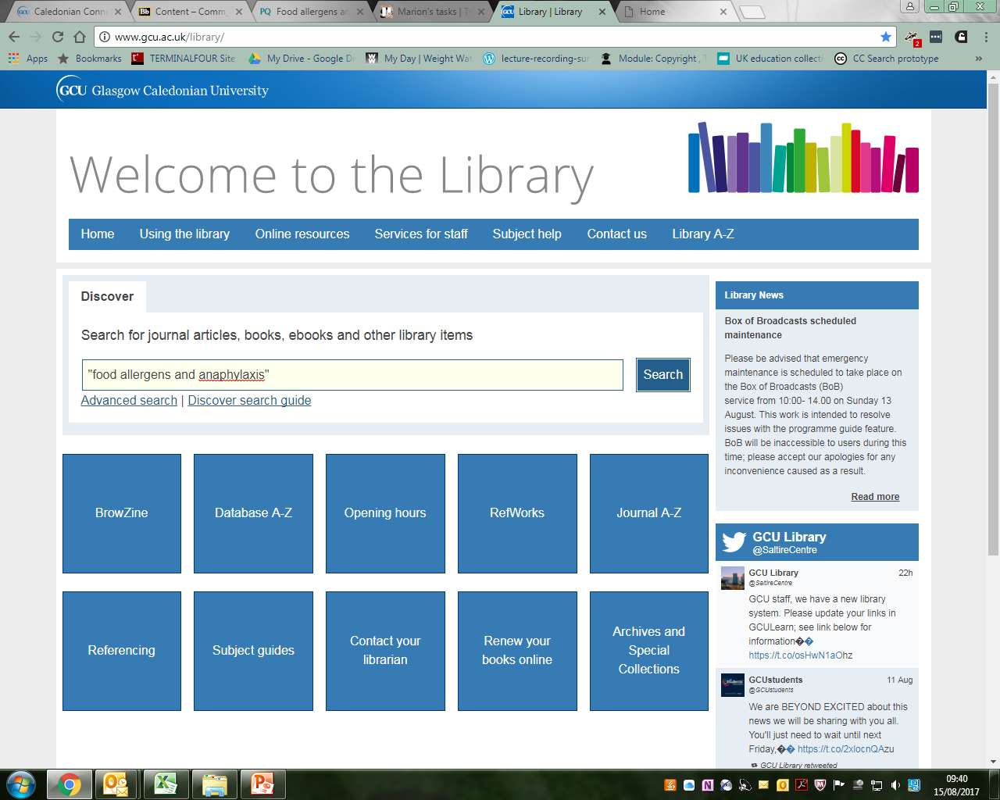 Caledonian Conne
Content – Comm
Food allergens an
Marion's tasks | T
Library | Library
Home
www.gcu.ac.uk/library/
2
Apps
Bookmarks
TERMINALFOUR Site
My Drive - Google Dr
My Day | Weight Wat
lecture-recording-sur
Module: Copyright , T
UK education collecti
CC Search prototype
»
GCU Glasgow Caledonian University
Welcome to the Library
Home
Using the library
Online resources
Services for staff
Subject help
Contact us
Library A-Z
Discover
Search for journal articles, books, ebooks and other library items
"food allergens and anaphylaxis"
Search
Advanced search | Discover search guide
BrowZine
Database A-Z
Opening hours
RefWorks
Journal A-Z
Referencing
Subject guides
Contact your
librarian
Renew your
books online
Archives and
Special
Collections
Library News
Box of Broadcasts scheduled
maintenance
Please be advised that emergency
maintenance is scheduled to take place on
the Box of Broadcasts (BoB)
service from 10:00- 14.00 on Sunday 13
August. This work is intended to resolve
issues with the programme guide feature.
BoB will be inaccessible to users during this
time; please accept our apologies for any
inconvenience caused as a result.
Read more
GCU Library
@SaltireCentre
GCU Library 22h
@SaltireCentre
GCU staff, we have a new library
system. Please update your links in
GCULearn; see link below for
information��
https://t.co/osHwN1aOhz
GCUstudents 11 Aug
@GCUstudents
We are BEYOND EXCITED about this
news we will be sharing with you all.
You'll just need to wait until next
Friday,�� https://t.co/2xlocnQAzu
GCU Library retweeted
09:40
15/08/2017